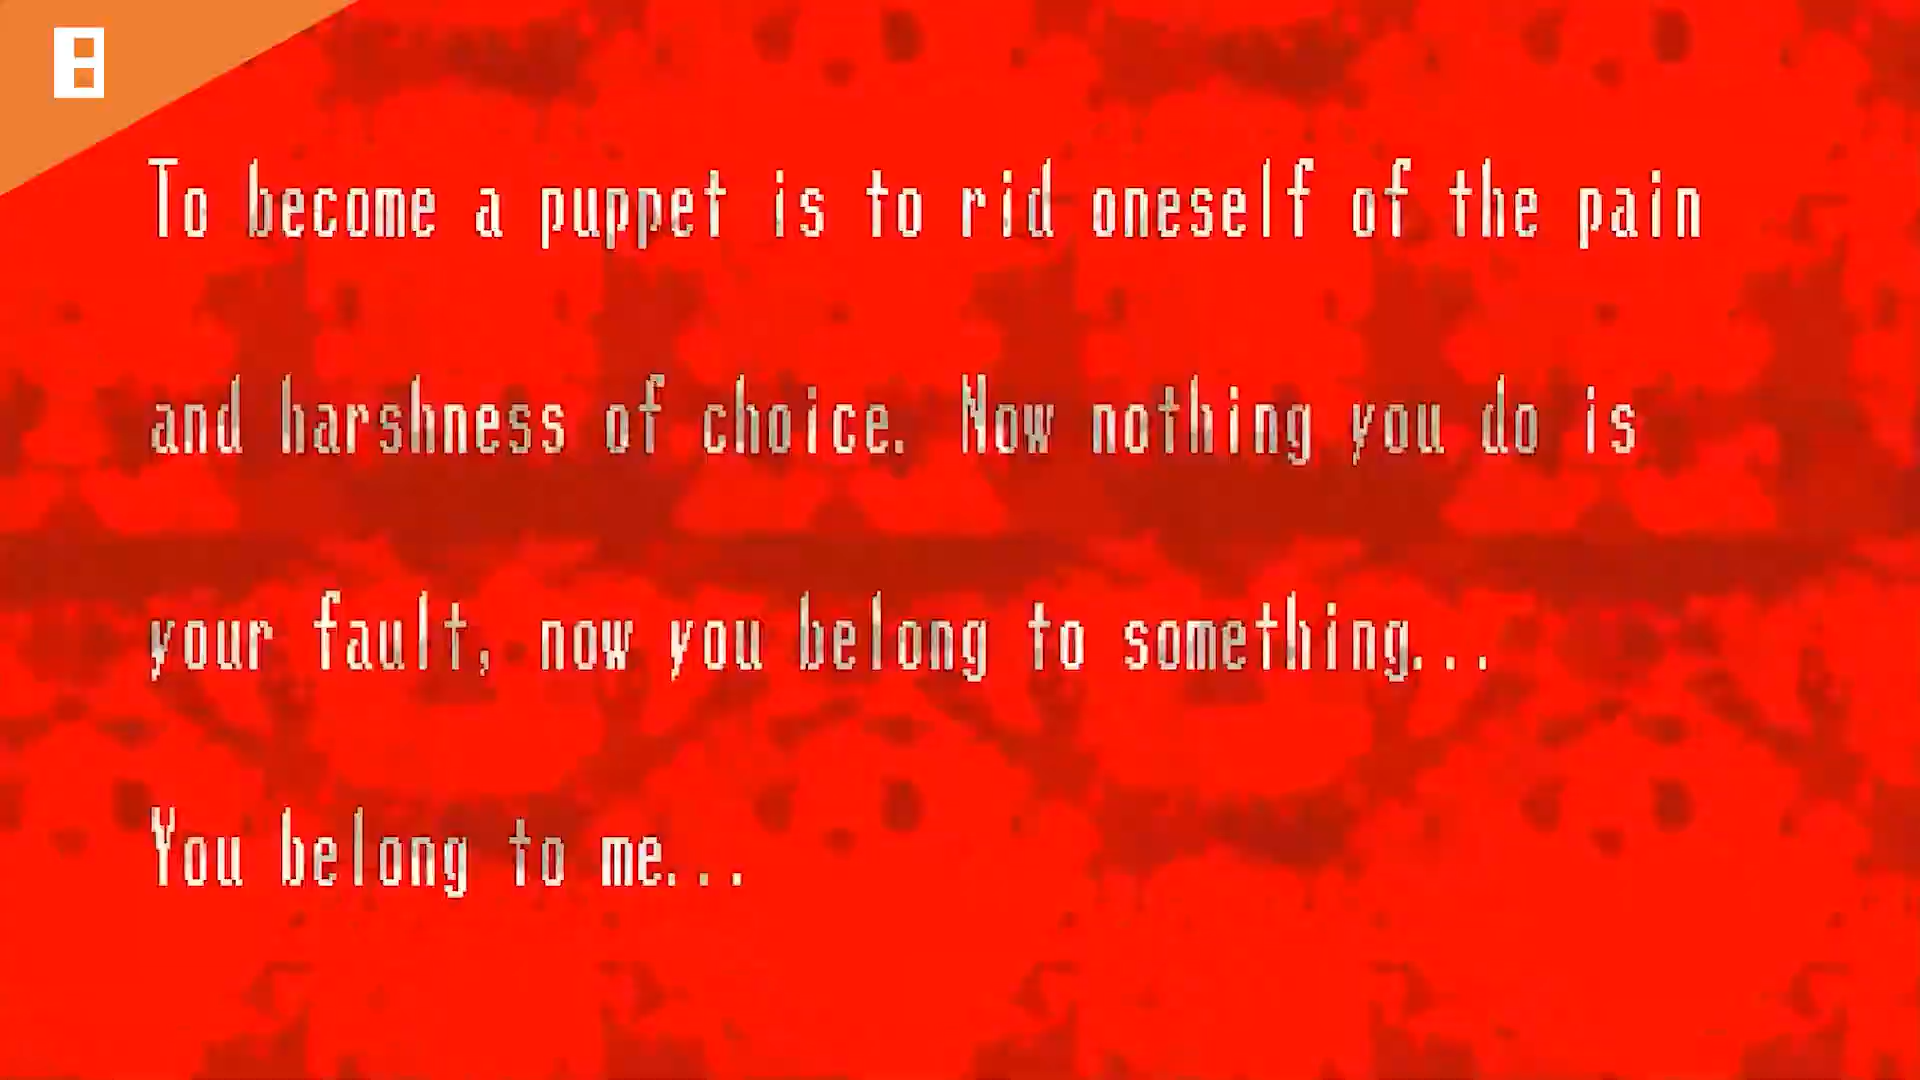 To become a puppet is to rid oneself of the pain
and harshness of choice. Now nothing you do is
your fault, now you belong to something...
You belong to me...